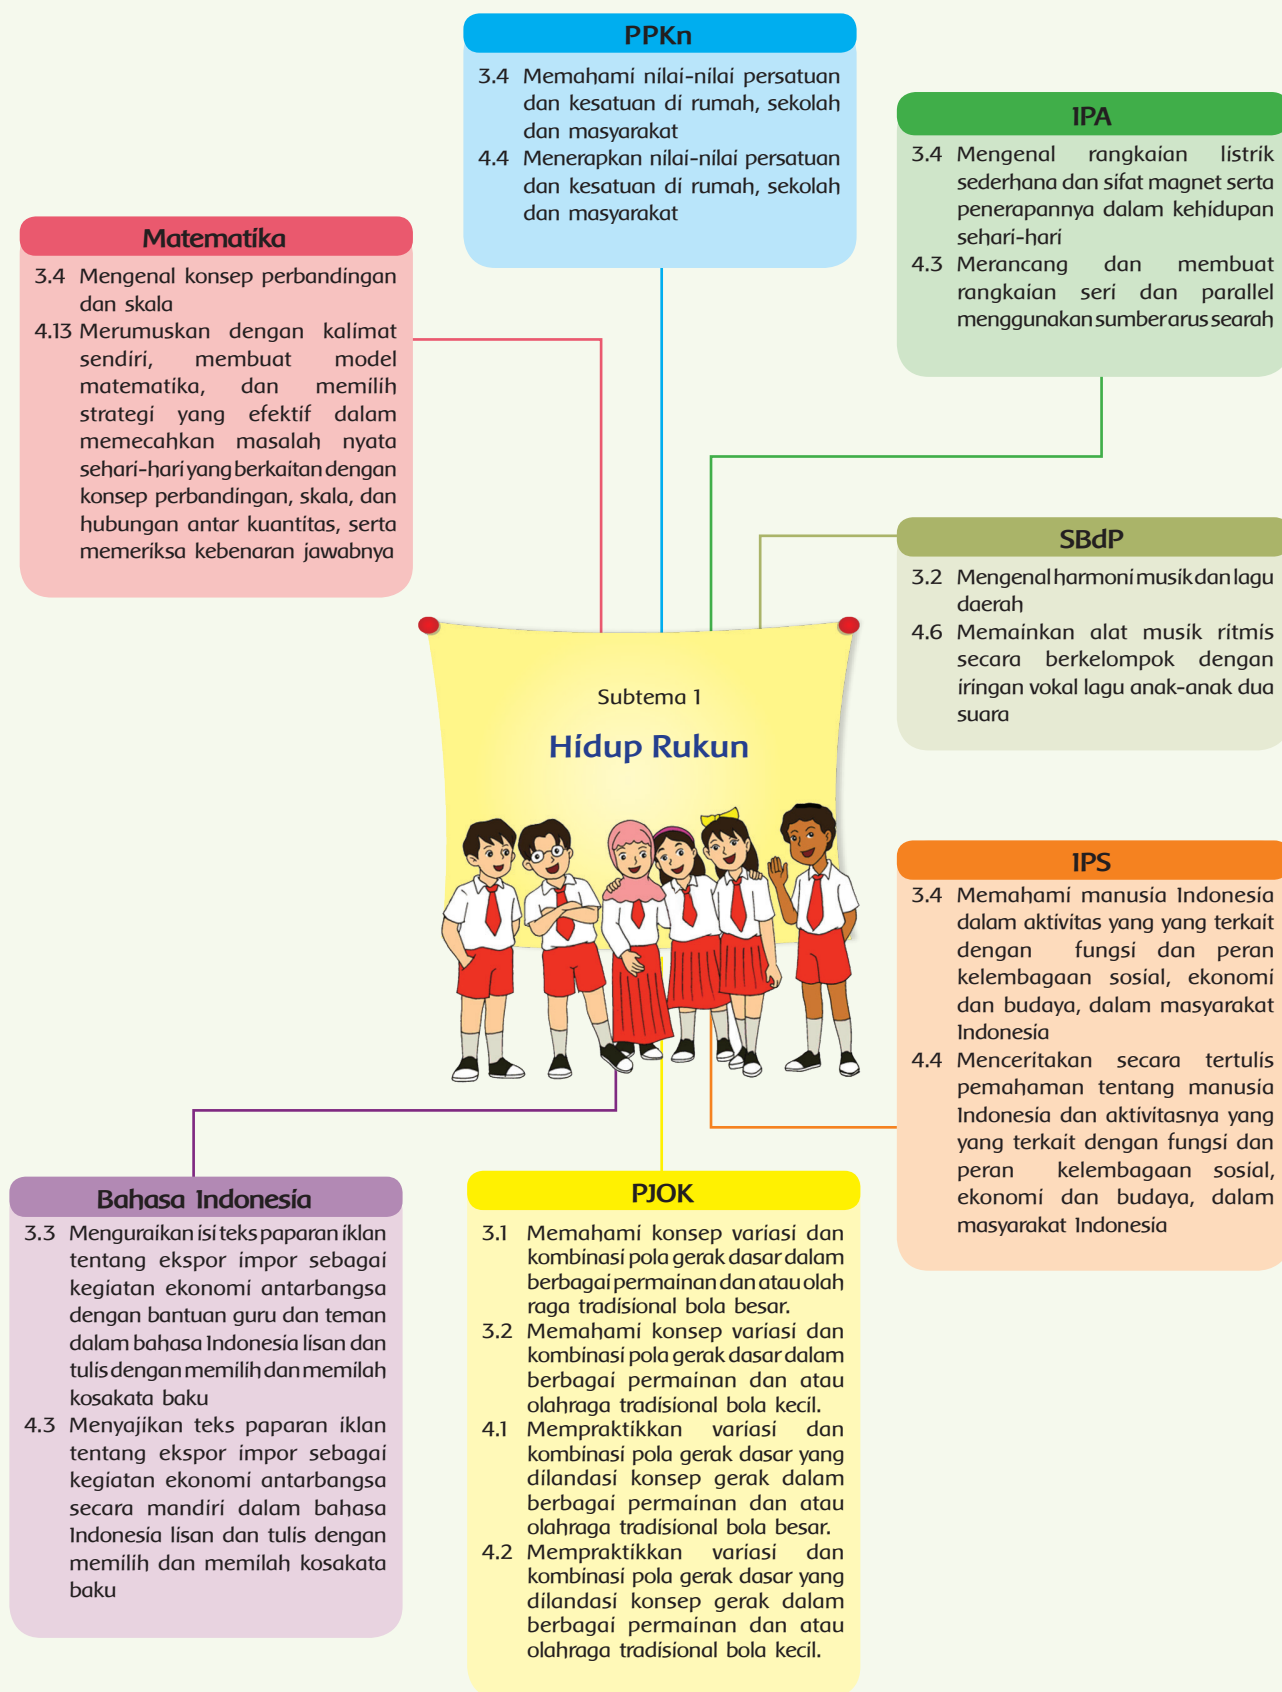 PPKn
3.4 Memahami nilai-nilai persatuan
dan kesatuan di rumah, sekolah
dan masyarakat
4.4 Menerapkan nilai-nilai persatuan
dan kesatuan di rumah, sekolah
dan masyarakat
IPA
3.4 Mengenal rangkaian listrik
sederhana dan sifat magnet serta
penerapannya dalam kehidupan
sehari-hari
4.3 Merancang dan membuat
rangkaian seri dan parallel
menggunakan sumber arus searah
Matematika
3.4 Mengenal konsep perbandingan
dan skala
4.13 Merumuskan dengan kalimat
sendiri, membuat model
matematika, dan memilih
strategi yang efektif dalam
memecahkan masalah nyata
sehari-hari yang berkaitan dengan
konsep perbandingan, skala, dan
hubungan antar kuantitas, serta
memeriksa kebenaran jawabnya
SBdP
3.2 Mengenal harmoni musik dan lagu
daerah
4.6 Memainkan alat musik ritmis
secara berkelompok dengan
iringan vokal lagu anak-anak dua
suara
Subtema 1
Hidup Rukun
IPS
3.4 Memahami manusia Indonesia
dalam aktivitas yang yang terkait
dengan fungsi dan peran
kelembagaan sosial, ekonomi
dan budaya, dalam masyarakat
Indonesia
4.4 Menceritakan secara tertulis
pemahaman tentang manusia
Indonesia dan aktivitasnya yang
yang terkait dengan fungsi dan
peran kelembagaan sosial,
ekonomi dan budaya, dalam
masyarakat Indonesia
Bahasa Indonesia
3.3 Menguraikan isi teks paparan iklan
tentang ekspor impor sebagai
kegiatan ekonomi antarbangsa
dengan bantuan guru dan teman
dalam bahasa Indonesia lisan dan
tulis dengan memilih dan memilah
kosakata baku
4.3 Menyajikan teks paparan iklan
tentang ekspor impor sebagai
kegiatan ekonomi antarbangsa
secara mandiri dalam bahasa
Indonesia lisan dan tulis dengan
memilih dan memilah kosakata
baku
PJOK
3.1 Memahami konsep variasi dan
kombinasi pola gerak dasar dalam
berbagai permainan dan atau olah
raga tradisional bola besar.
3.2 Memahami konsep variasi dan
kombinasi pola gerak dasar dalam
berbagai permainan dan atau
olahraga tradisional bola kecil.
4.1 Mempraktikkan variasi dan
kombinasi pola gerak dasar yang
dilandasi konsep gerak dalam
berbagai permainan dan atau
olahraga tradisional bola besar.
4.2 Mempraktikkan variasi dan
kombinasi pola gerak dasar yang
dilandasi konsep gerak dalam
berbagai permainan dan atau
olahraga tradisional bola kecil.